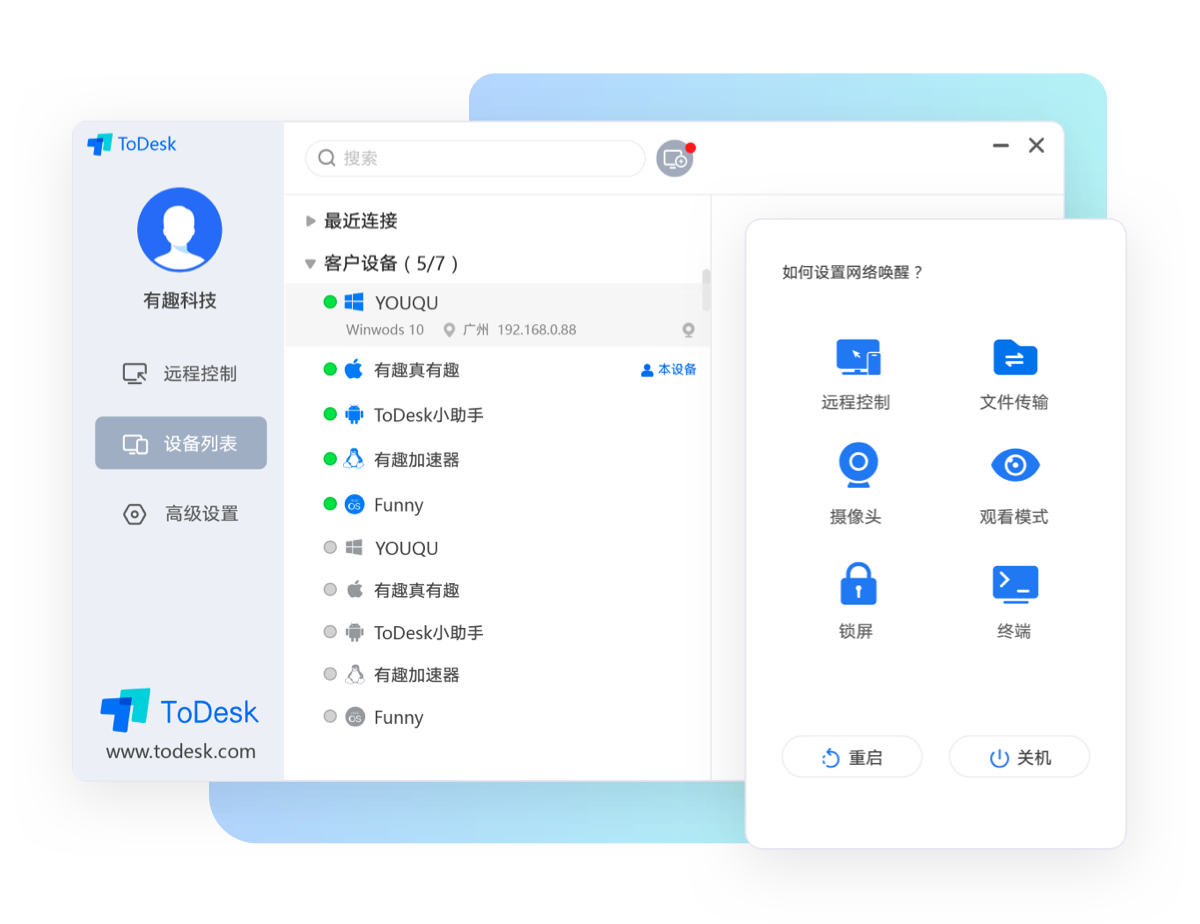 ToDesk
搜索
有趣科技
远程控制
设备列表
高级设置
ToDesk
www.todesk.com
最近连接
客户设备 ( 5/7 )
YOUQU
Winwods 10 广州 192.168.0.88
有趣真有趣 本设备
ToDesk小助手
有趣加速器
OS Funny
YOUQU
有趣真有趣
ToDesk小助手
有趣加速器
OS Funny
如何设置网络唤醒？
远程控制 文件传输
摄像头 观看模式
锁屏 终端
重启 关机